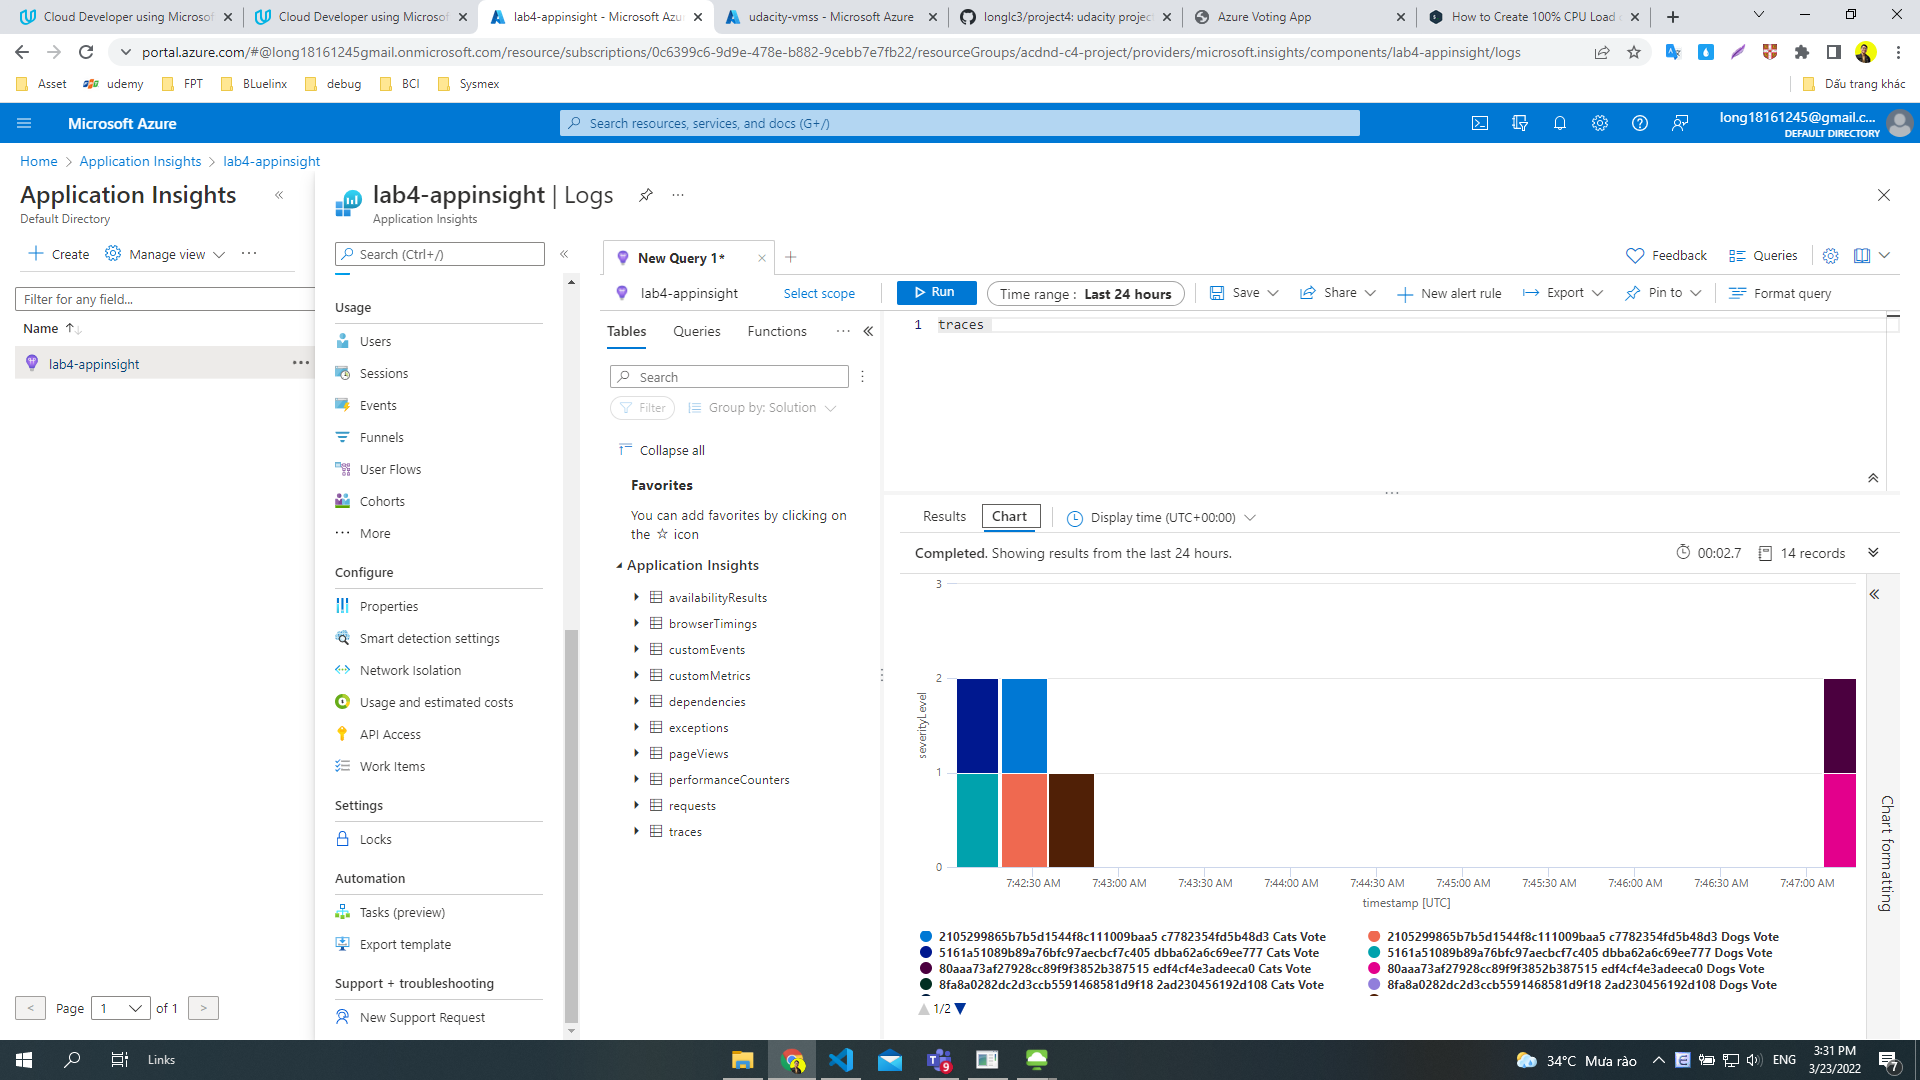 Cloud Developer using Microsof
Cloud Developer using Microsof
lab4-appinsight - Microsoft Azu
udacity-vmss - Microsoft Azure
longlc3/project4: udacity projec
Azure Voting App
How to Create 100% CPU Load
portal.azure.com/#@long18161245gmail.onmicrosoft.com/resource/subscriptions/0c6399c6-9d9e-478e-b882-9cebb7e7fb22/resourceGroups/acdnd-c4-project/providers/microsoft.insights/components/lab4-appinsight/logs
Asset
udemy
FPT
BLuelinx
debug
BCI
Sysmex
Dấu trang khác
Microsoft Azure
Search resources, services, and docs (G+/)
long18161245@gmail.c...
DEFAULT DIRECTORY
Home > Application Insights > lab4-appinsight
Application Insights
Default Directory
Create
Manage view
Filter for any field...
Name
lab4-appinsight
Page 1 of 1
lab4-appinsight | Logs
Application Insights
Search (Ctrl+/)
Usage
Users
Sessions
Events
Funnels
User Flows
Cohorts
More
Configure
Properties
Smart detection settings
Network Isolation
Usage and estimated costs
API Access
Work Items
Settings
Locks
Automation
Tasks (preview)
Export template
Support + troubleshooting
New Support Request
New Query 1*
Feedback
Queries
lab4-appinsight
Select scope
Run
Time range : Last 24 hours
Save
Share
New alert rule
Export
Pin to
Format query
Tables
Queries
Functions
Search
Filter
Group by: Solution
Collapse all
Favorites
You can add favorites by clicking on
the ☆ icon
Application Insights
availabilityResults
browserTimings
customEvents
customMetrics
dependencies
exceptions
pageViews
performanceCounters
requests
traces
1 traces
Results
Chart
Display time (UTC+00:00)
Completed. Showing results from the last 24 hours.
00:02.7
14 records
3
2
1
0
severityLevel
7:42:30 AM
7:43:00 AM
7:43:30 AM
7:44:00 AM
7:44:30 AM
7:45:00 AM
7:45:30 AM
7:46:00 AM
7:46:30 AM
7:47:00 AM
timestamp [UTC]
Chart formatting
2105299865b7b5d1544f8c111009baa5 c7782354fd5b48d3 Cats Vote
2105299865b7b5d1544f8c111009baa5 c7782354fd5b48d3 Dogs Vote
5161a51089b89a76bfc97aecbcf7c405 dbba62a6c69ee777 Cats Vote
5161a51089b89a76bfc97aecbcf7c405 dbba62a6c69ee777 Dogs Vote
80aaa73af27928cc89f9f3852b387515 edf4cf4e3adeeca0 Cats Vote
80aaa73af27928cc89f9f3852b387515 edf4cf4e3adeeca0 Dogs Vote
8fa8a0282dc2d3ccb5591468581d9f18 2ad230456192d108 Cats Vote
8fa8a0282dc2d3ccb5591468581d9f18 2ad230456192d108 Dogs Vote
1/2
Links
9
34°C Mưa rào
ENG
3:31 PM
3/23/2022
7